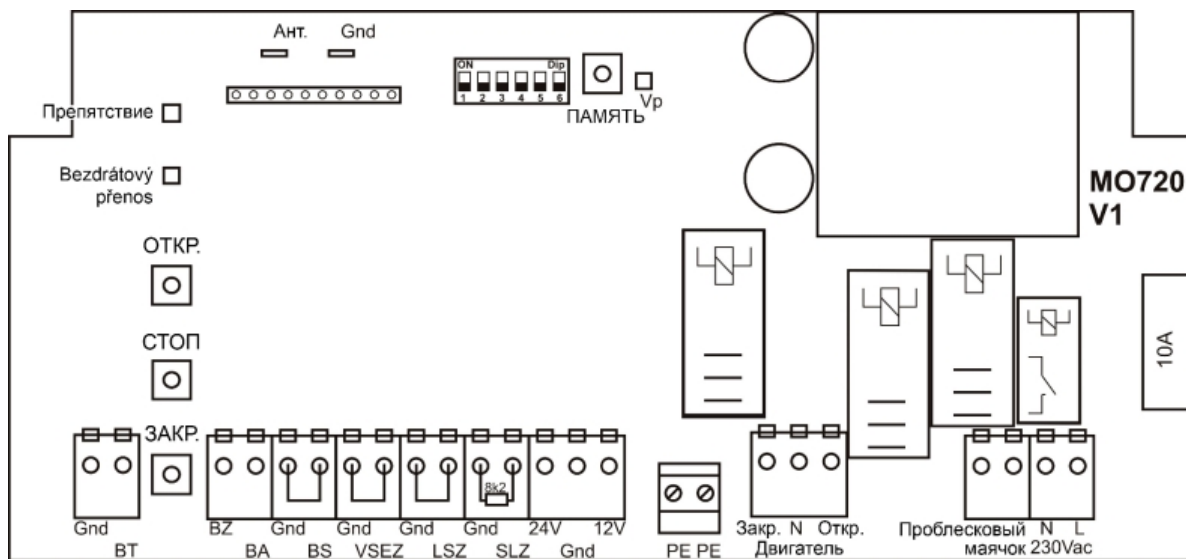 Ант. Gnd
ON Dip
1 2 3 4 5 6
Vp
ПАМЯТЬ
Препятствие
Bezdrátový
přenos
MO720
V1
ОТКР.
СТОП
10A
ЗАКР.
8k2
Gnd BZ Gnd Gnd Gnd Gnd 24V 12V
BT BA BS VSEZ LSZ SLZ Gnd
PE PE
Закр. N Откр.
Двигатель
Проблесковый N L
маячок 230Vac